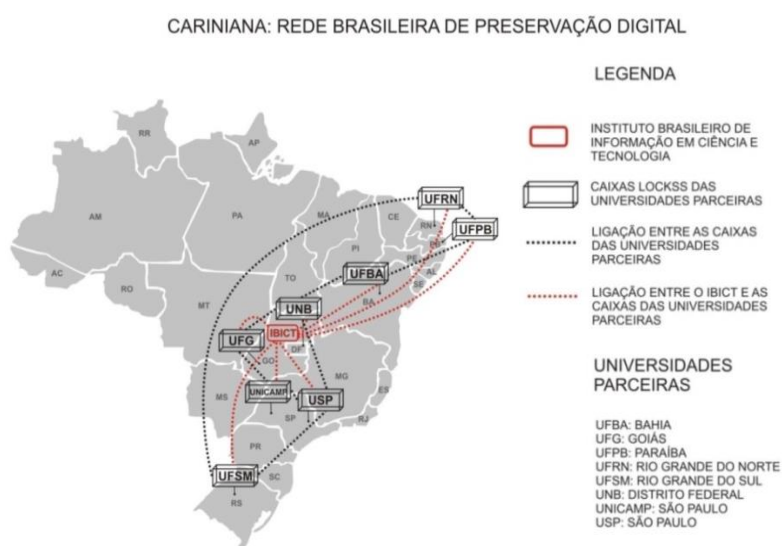 CARINIANA: REDE BRASILEIRA DE PRESERVAÇÃO DIGITAL
LEGENDA
INSTITUTO BRASILEIRO DE
INFORMAÇÃO EM CIÊNCIA E
TECNOLOGIA
CAIXAS LOCKSS DAS
UNIVERSIDADES PARCEIRAS
LIGAÇÃO ENTRE AS CAIXAS
DAS UNIVERSIDADES
PARCEIRAS
LIGAÇÃO ENTRE O IBICT E AS
CAIXAS DAS UNIVERSIDADES
PARCEIRAS
UNIVERSIDADES
PARCEIRAS
UFBA: BAHIA
UFG: GOIÁS
UFPB: PARAÍBA
UFRN: RIO GRANDE DO NORTE
UFSM: RIO GRANDE DO SUL
UNB: DISTRITO FEDERAL
UNICAMP: SÃO PAULO
USP: SÃO PAULO
RR
AP
AM
PA
MA
CE
UFRN
RN
UFPB
PB
PI
PE
AL
SE
AC
RO
TO
UFBA
BA
MT
UNB
IBICT
UFG
DF
GO
MG
ES
MS
UNICAMP
USP
SP
RJ
PR
UFSM
SC
RS